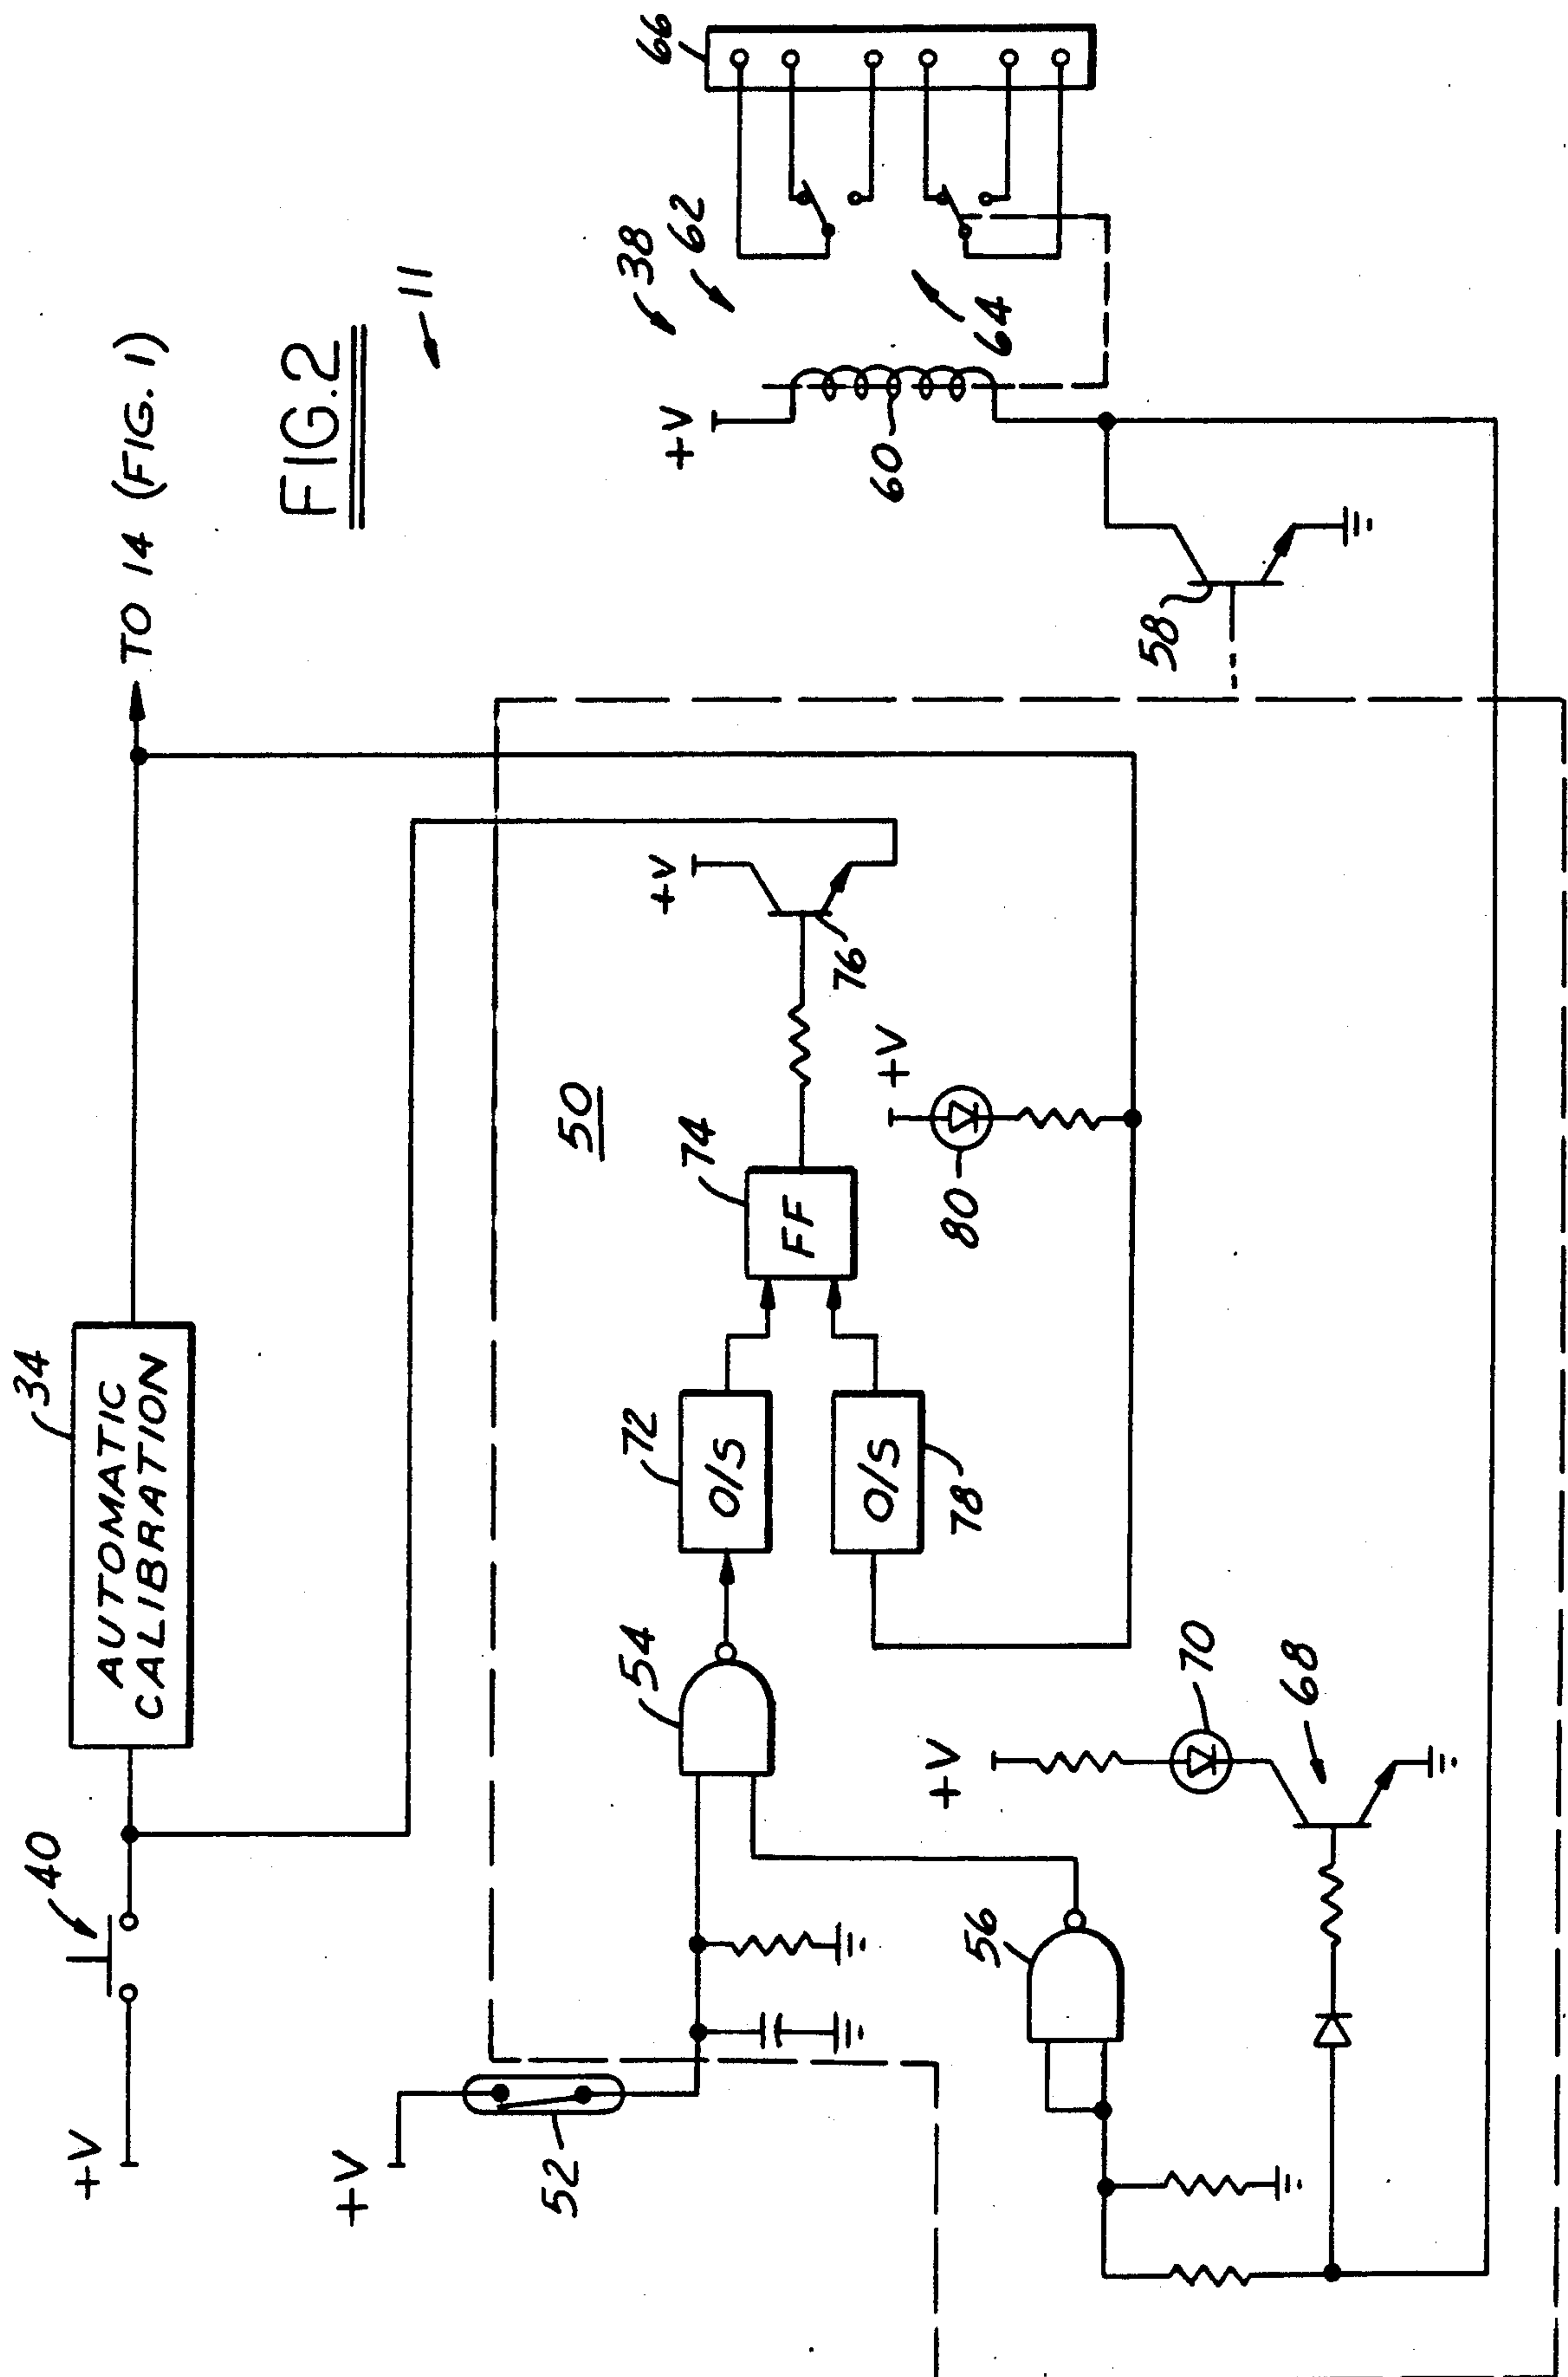 34
AUTOMATIC
CALIBRATION
TO 14 (FIG. 1)
40
+V
FIG.2
11
+V
52
50
54
72
O/S
74
FF
+V
76
78
O/S
80
+V
56
+V
70
68
38
62
66
+V
60
64
58